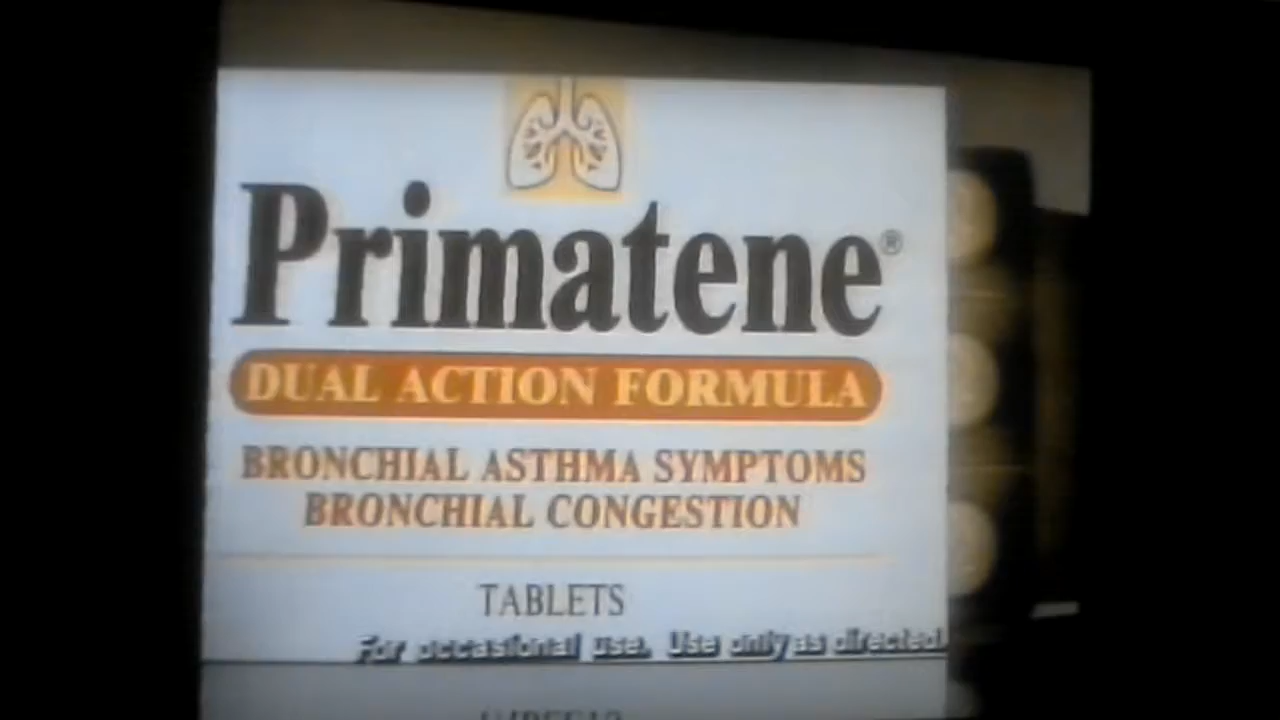 Primatene®
DUAL ACTION FORMULA
BRONCHIAL ASTHMA SYMPTOMS
BRONCHIAL CONGESTION
TABLETS
For occasional use. Use only as directed.